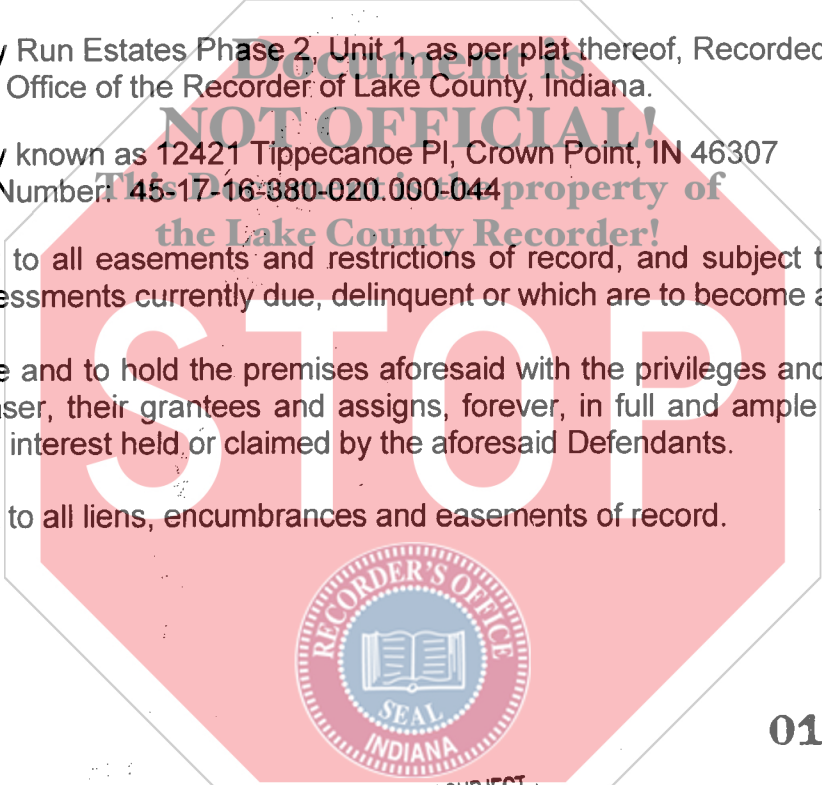 y Run Estates Phase 2, Unit 1, as per plat thereof, Recorded
Document is
Office of the Recorder of Lake County, Indiana.
NOT OFFICIAL!
y known as 12421 Tippecanoe Pl, Crown Point, IN 46307
Number: 45-17-16-380-020.000-044
This Document is the property of
the Lake County Recorder!
to all easements and restrictions of record, and subject t
essments currently due, delinquent or which are to become a
STOP
e and to hold the premises aforesaid with the privileges and
aser, their grantees and assigns, forever, in full and ample
interest held or claimed by the aforesaid Defendants.
to all liens, encumbrances and easements of record.
RECORDER'S OFFICE
SEAL
INDIANA
01
SUBJECT